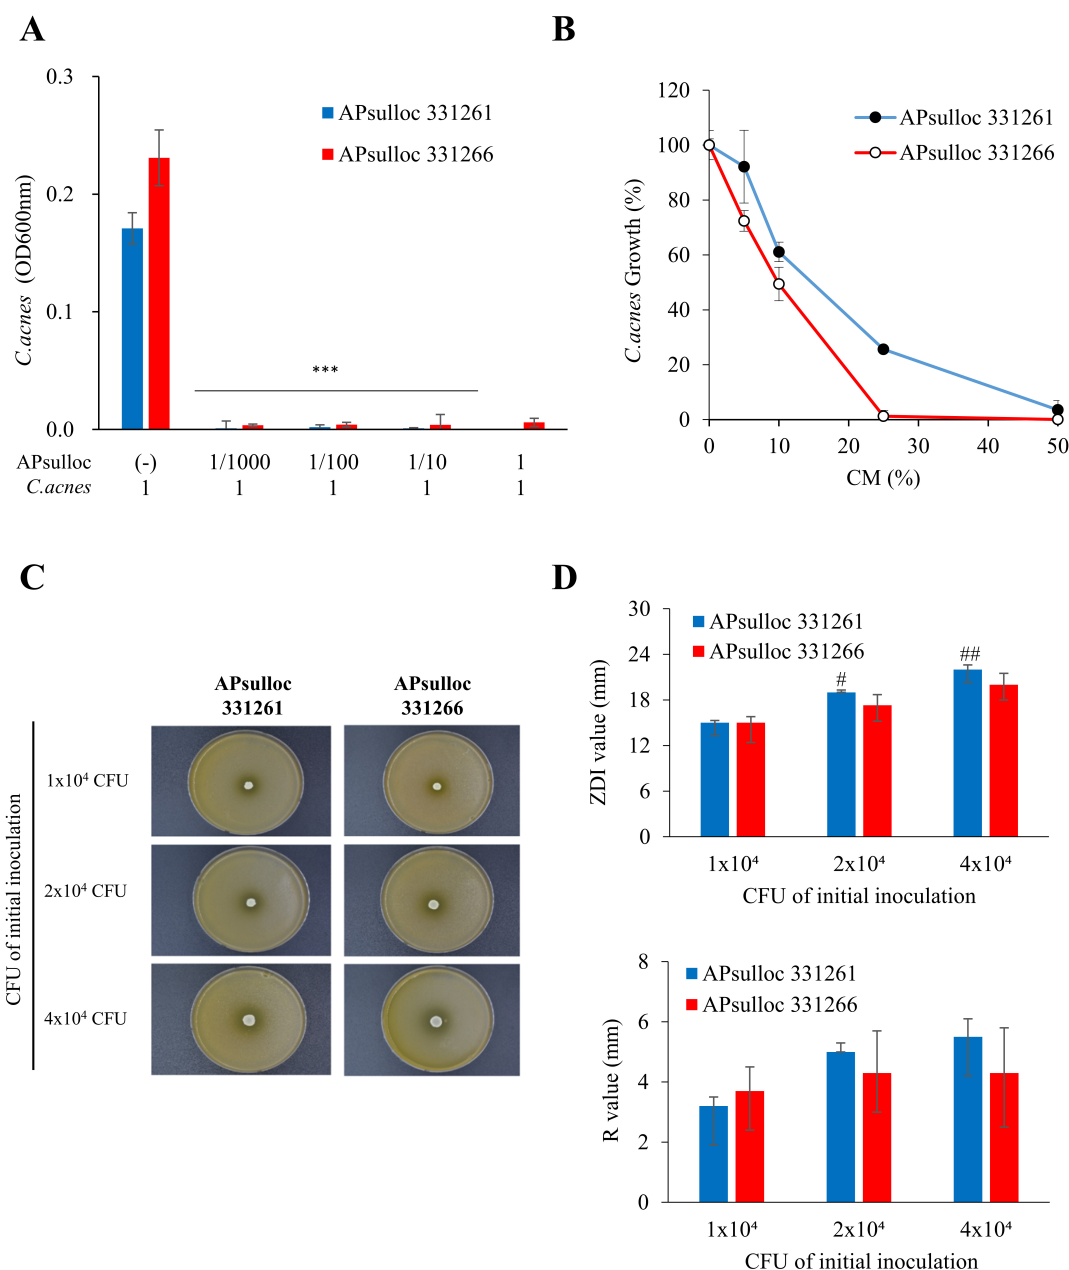 A
0.3
0.2
0.1
0.0
C.acnes (OD600nm)
APsulloc 331261
APsulloc 331266
***
APsulloc (-) 1/1000 1/100 1/10 1
C.acnes 1 1 1 1 1
B
120
100
80
60
40
20
0
C.acnes Growth (%)
APsulloc 331261
APsulloc 331266
0 10 20 30 40 50
CM (%)
C
APsulloc
331261
APsulloc
331266
CFU of initial inoculation
1x10⁴ CFU
2x10⁴ CFU
4x10⁴ CFU
D
30
24
18
12
6
0
ZDI value (mm)
APsulloc 331261
APsulloc 331266
#
##
1x10⁴ 2x10⁴ 4x10⁴
CFU of initial inoculation
8
6
4
2
0
R value (mm)
APsulloc 331261
APsulloc 331266
1x10⁴ 2x10⁴ 4x10⁴
CFU of initial inoculation